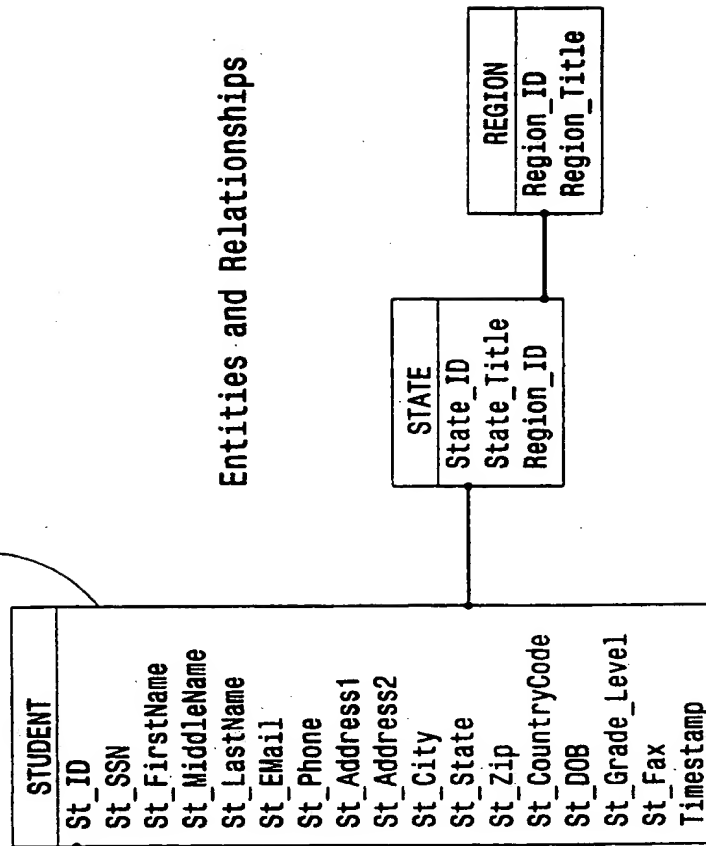 Entities and Relationships
STUDENT
St_ID
St_SSN
St_FirstName
St_MiddleName
St_LastName
St_EMail
St_Phone
St_Address1
St_Address2
St_City
St_State
St_Zip
St_CountryCode
St_DOB
St_Grade_Level
St_Fax
Timestamp
STATE
State_ID
State_Title
Region_ID
REGION
Region_ID
Region_Title